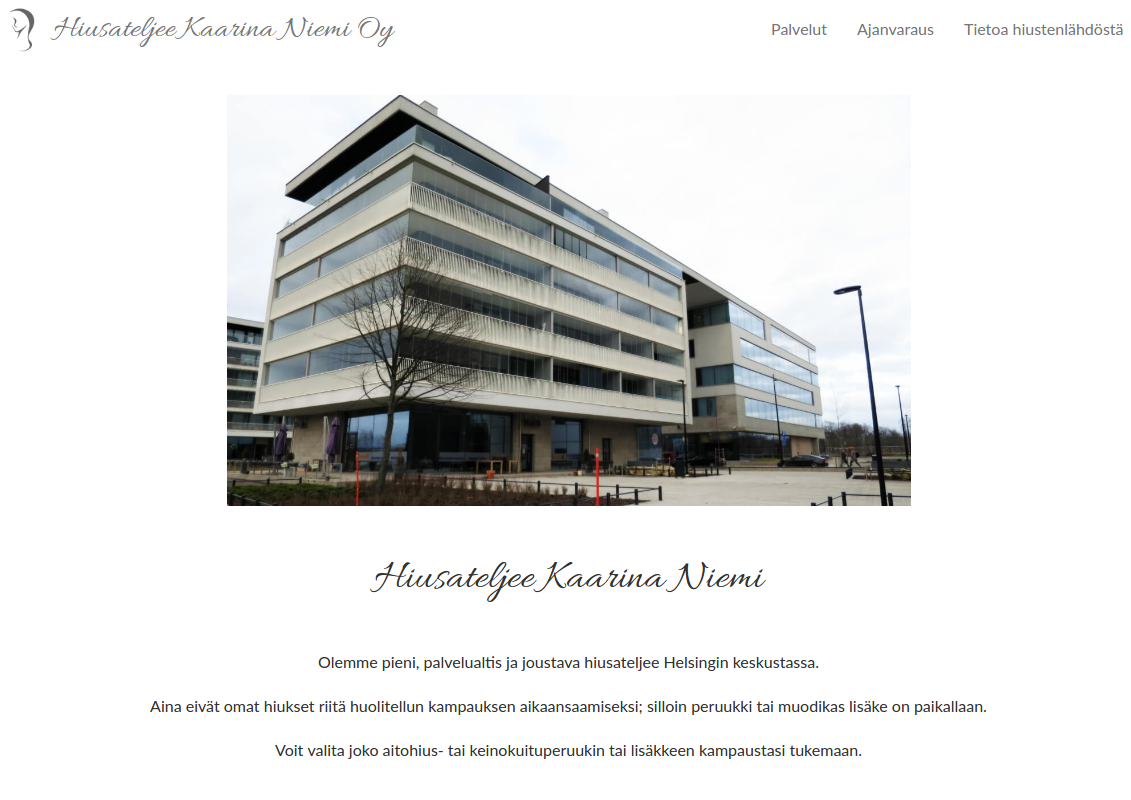 Hiusateljee Kaarina Niemi Oy
Palvelut Ajanvaraus Tietoa hiustenlähdöstä
Hiusateljee Kaarina Niemi
Olemme pieni, palvelualtis ja joustava hiusateljee Helsingin keskustassa.
Aina eivät omat hiukset riitä huolitellun kampauksen aikaansaamiseksi; silloin peruukki tai muodikas lisäke on paikallaan.
Voit valita joko aitohius- tai keinokuituperuukin tai lisäkkeen kampaustasi tukemaan.